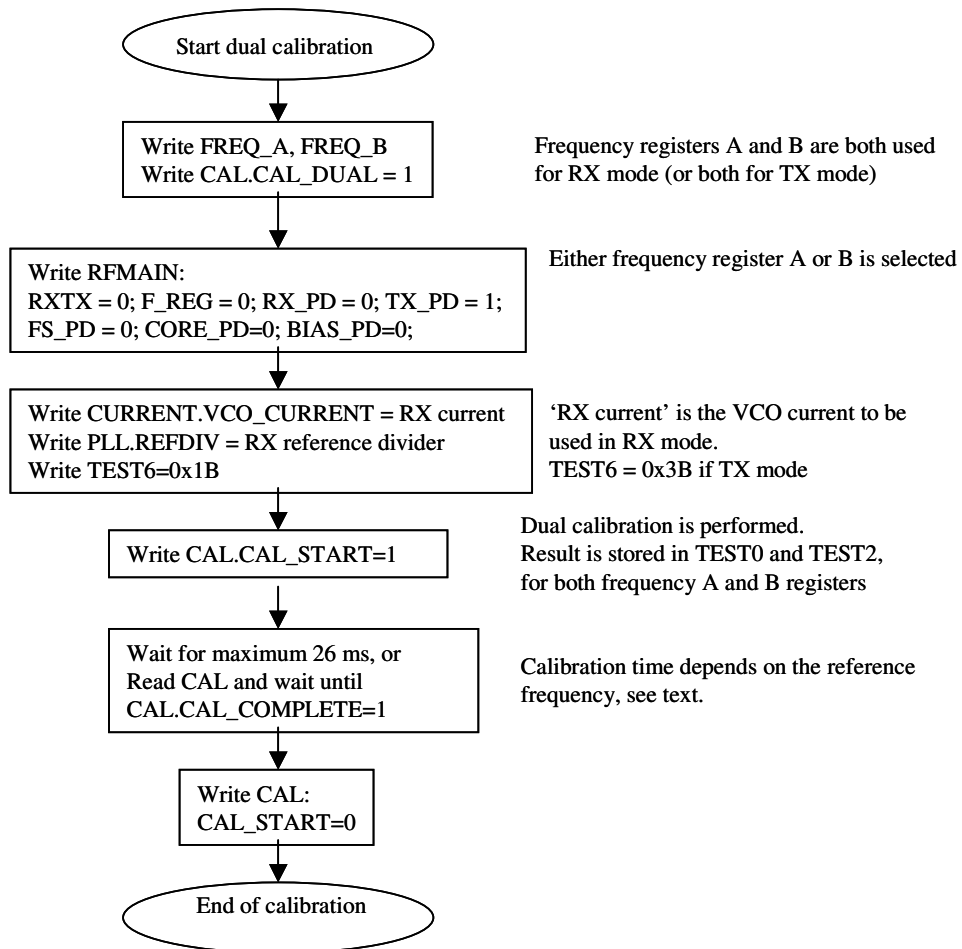 Start dual calibration
Write FREQ_A, FREQ_B
Write CAL.CAL_DUAL = 1
Frequency registers A and B are both used
for RX mode (or both for TX mode)
Write RFMAIN:
RXTX = 0; F_REG = 0; RX_PD = 0; TX_PD = 1;
FS_PD = 0; CORE_PD=0; BIAS_PD=0;
Either frequency register A or B is selected
Write CURRENT.VCO_CURRENT = RX current
Write PLL.REFDIV = RX reference divider
Write TEST6=0x1B
‘RX current’ is the VCO current to be
used in RX mode.
TEST6 = 0x3B if TX mode
Write CAL.CAL_START=1
Dual calibration is performed.
Result is stored in TEST0 and TEST2,
for both frequency A and B registers
Wait for maximum 26 ms, or
Read CAL and wait until
CAL.CAL_COMPLETE=1
Calibration time depends on the reference
frequency, see text.
Write CAL:
CAL_START=0
End of calibration